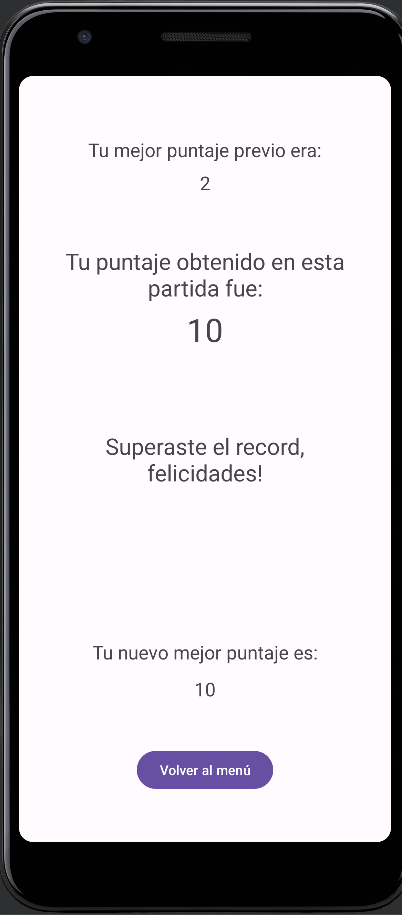 Tu mejor puntaje previo era:
2
Tu puntaje obtenido en esta
partida fue:
10
Superaste el record,
felicidades!
Tu nuevo mejor puntaje es:
10
Volver al menú